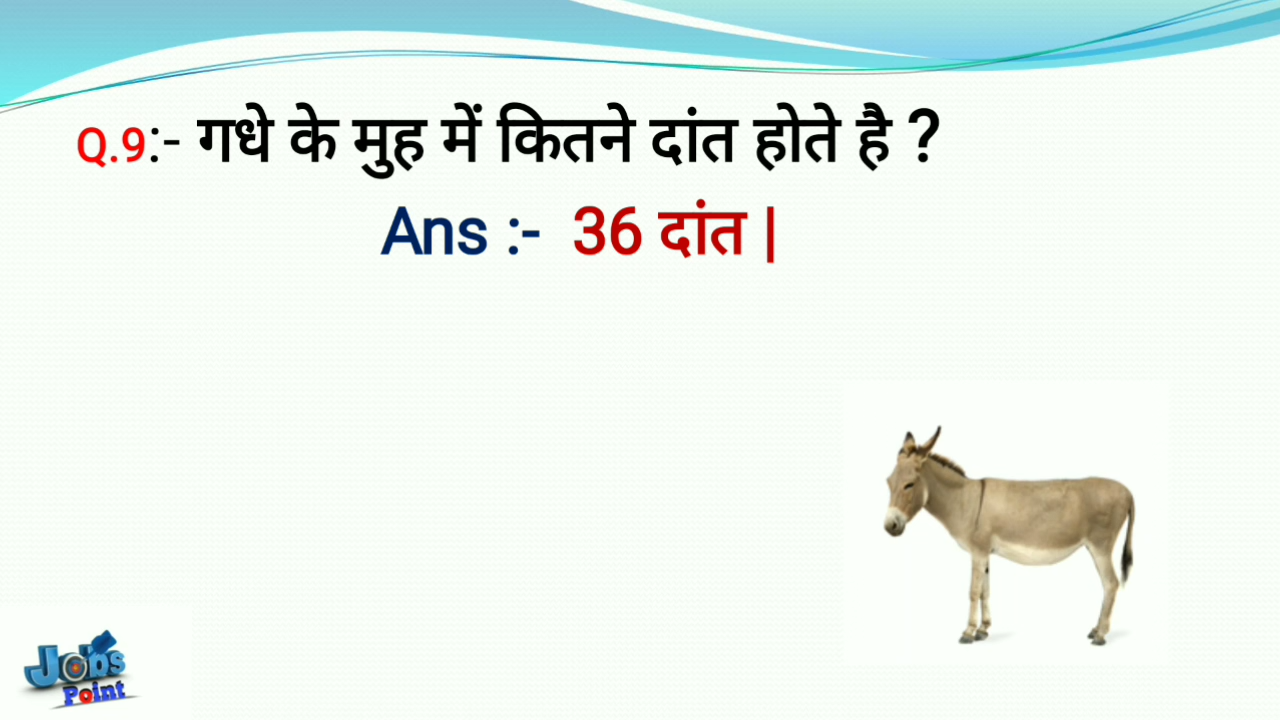 Q.9:- गधे के मुह में कितने दांत होते है ?
Ans :- 36 दांत |
Jobs
Point